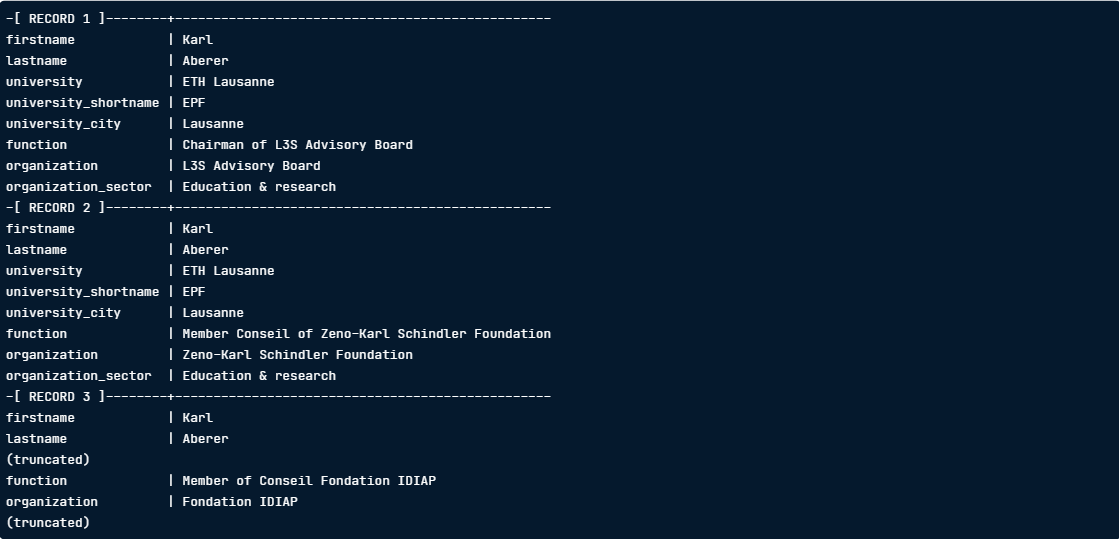 -[ RECORD 1 ]--------+-------------------------------------------------
firstname            | Karl
lastname             | Aberer
university           | ETH Lausanne
university_shortname | EPF
university_city      | Lausanne
function             | Chairman of L3S Advisory Board
organization         | L3S Advisory Board
organization_sector  | Education & research
-[ RECORD 2 ]--------+-------------------------------------------------
firstname            | Karl
lastname             | Aberer
university           | ETH Lausanne
university_shortname | EPF
university_city      | Lausanne
function             | Member Conseil of Zeno-Karl Schindler Foundation
organization         | Zeno-Karl Schindler Foundation
organization_sector  | Education & research
-[ RECORD 3 ]--------+-------------------------------------------------
firstname            | Karl
lastname             | Aberer
(truncated)
function             | Member of Conseil Fondation IDIAP
organization         | Fondation IDIAP
(truncated)